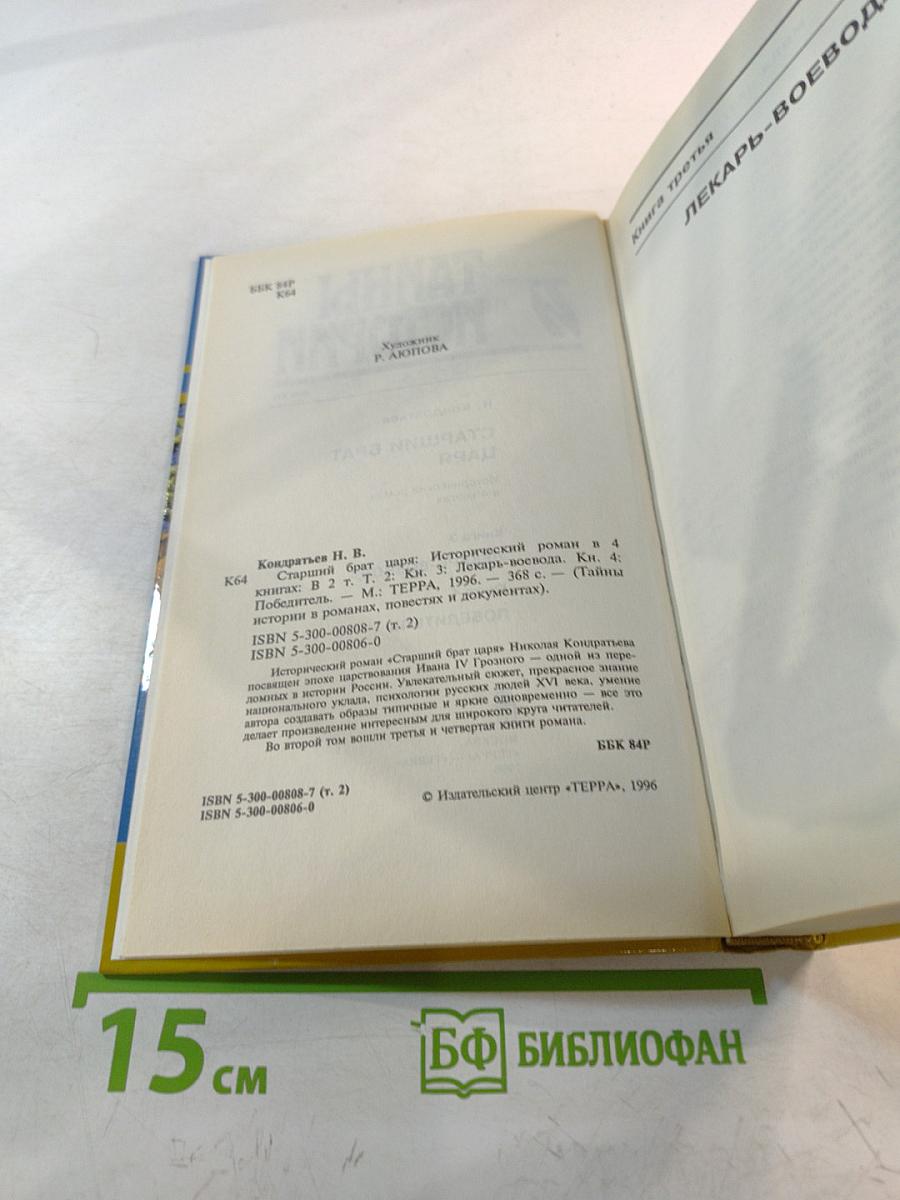 ББК 84Р
К64
Художник
Р. АЮПОВА
Кондратьев Н. В.
К64 Старший брат царя: Исторический роман в 4
книгах: В 2 т. Т. 2: Кн. 3: Лекарь-воевода. Кн. 4:
Победитель. — М.: ТЕРРА, 1996. — 368 с. — (Тайны
истории в романах, повестях и документах).
ISBN 5-300-00808-7 (т. 2)
ISBN 5-300-00806-0
Исторический роман «Старший брат царя» Николая Кондратьева
посвящен эпохе царствования Ивана IV Грозного — одной из пере-
ломных в истории России. Увлекательный сюжет, прекрасное знание
национального уклада, психологии русских людей XVI века, умение
автора создавать образы типичные и яркие одновременно — все это
делает произведение интересным для широкого круга читателей.
Во второй том вошли третья и четвертая книги романа.
ББК 84Р
ISBN 5-300-00808-7 (т. 2)
ISBN 5-300-00806-0
© Издательский центр «ТЕРРА», 1996
Книга третья
ЛЕКАРЬ-ВОЕВОД
15 см
БФ БИБЛИОФАН